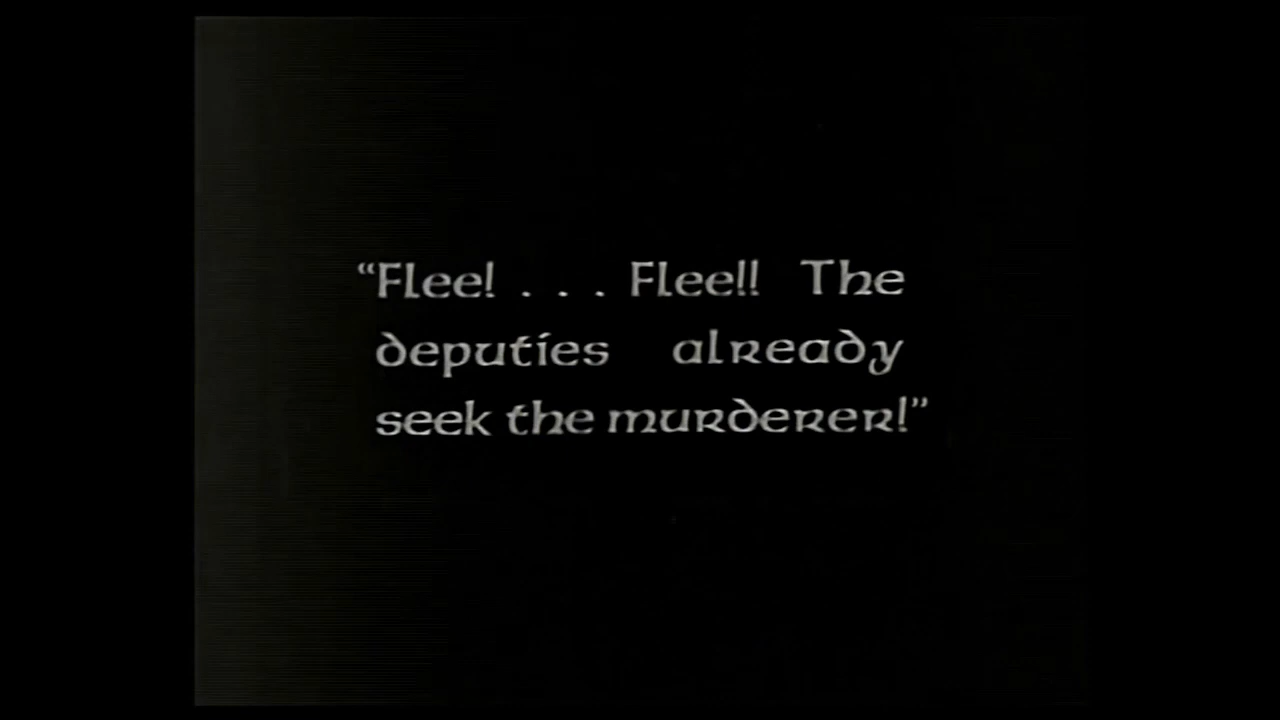 “Flee! . . . Flee!! The
deputies already
seek the murderer!”